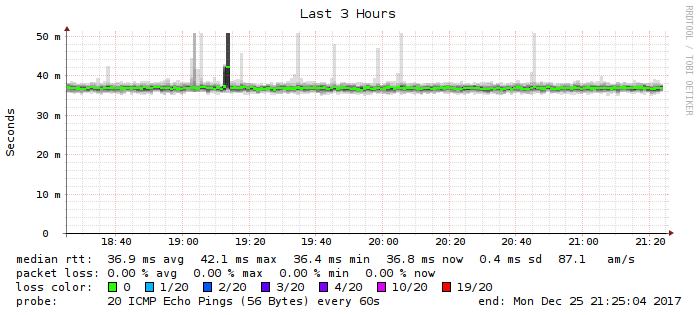 Last 3 Hours
RRDTOOL / TOBI OETIKER
Seconds
50 m
40 m
30 m
20 m
10 m
0
18:40 19:00 19:20 19:40 20:00 20:20 20:40 21:00 21:20
median rtt: 36.9 ms avg 42.1 ms max 36.4 ms min 36.8 ms now 0.4 ms sd 87.1 am/s
packet loss: 0.00 % avg 0.00 % max 0.00 % min 0.00 % now
loss color: 0 1/20 2/20 3/20 4/20 10/20 19/20
probe: 20 ICMP Echo Pings (56 Bytes) every 60s end: Mon Dec 25 21:25:04 2017